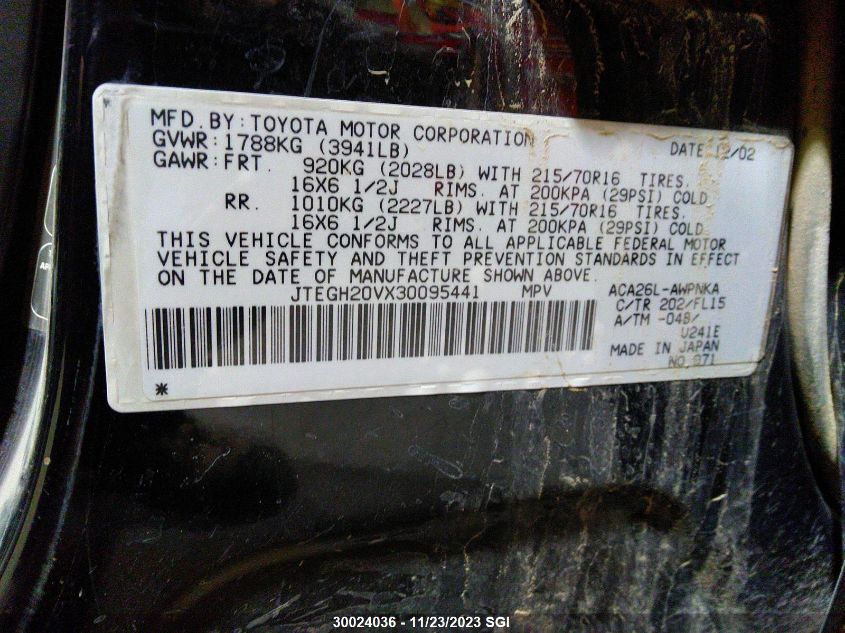 MFD. BY: TOYOTA MOTOR CORPORATION DATE 12/02
GVWR: 1788KG (3941LB)
GAWR: FRT. 920KG (2028LB) WITH 215/70R16 TIRES.
16X6 1/2J RIMS. AT 200KPA (29PSI) COLD
RR. 1010KG (2227LB) WITH 215/70R16 TIRES.
16X6 1/2J RIMS. AT 200KPA (29PSI) COLD
THIS VEHICLE CONFORMS TO ALL APPLICABLE FEDERAL MOTOR
VEHICLE SAFETY AND THEFT PREVENTION STANDARDS IN EFFECT
ON THE DATE OF MANUFACTURE SHOWN ABOVE.
JTEGH20VX30095441 MPV ACA26L-AWPNKA
C/TR 202/FL15
A/TM -04B/
U241E
MADE IN JAPAN
NO.071
*
30024036 - 11/23/2023 SGI